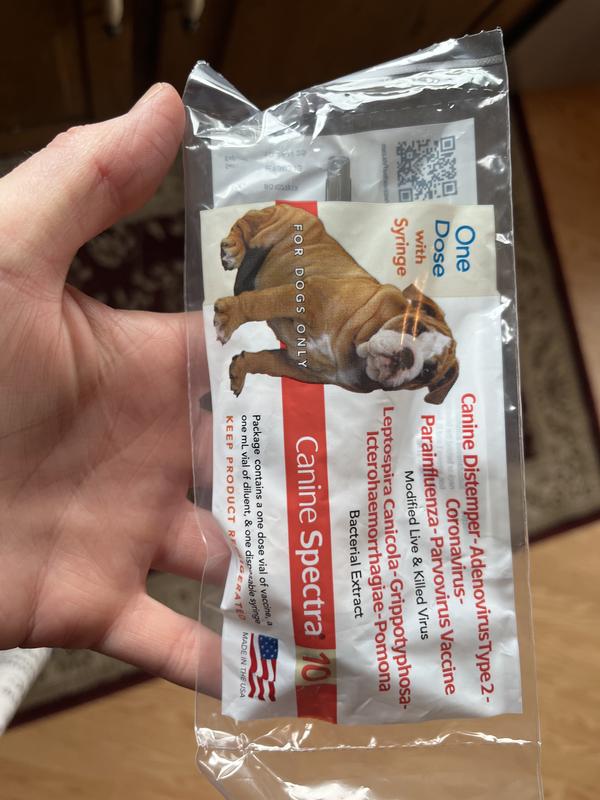 One
Dose
with
Syringe
FOR DOGS ONLY
Canine Distemper-Adenovirus Type 2-
Coronavirus-
Parainfluenza-Parvovirus Vaccine
Modified Live & Killed Virus
Leptospira Canicola-Grippotyphosa-
Icterohaemorrhagiae-Pomona
Bacterial Extract
Canine Spectra® 10
Package contains a one dose vial of vaccine, a
one mL vial of diluent, & one disposable syringe
KEEP PRODUCT REFRIGERATED
MADE IN THE USA